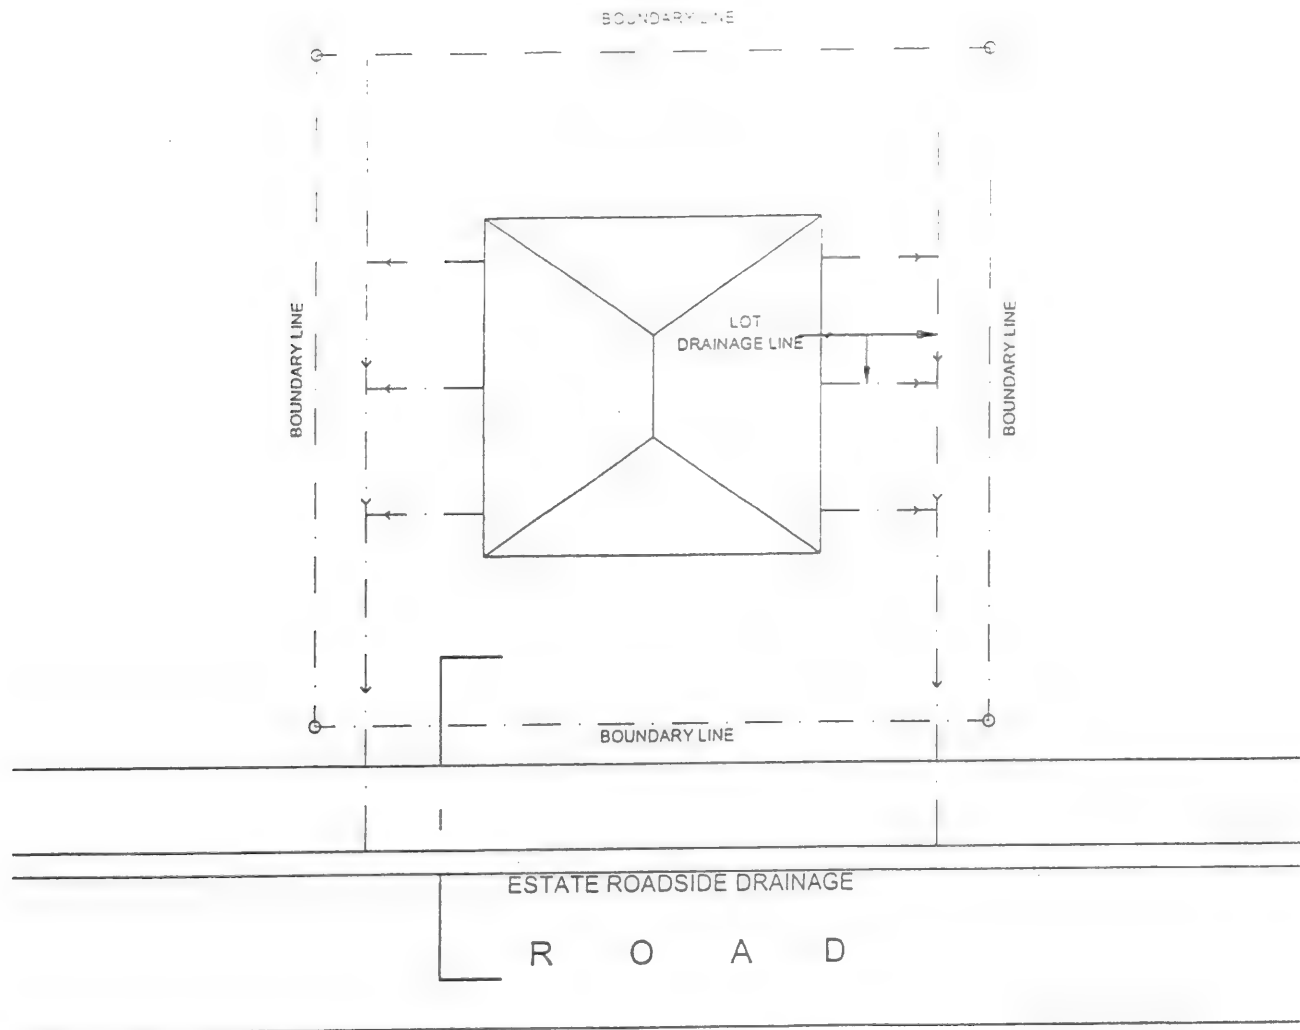 BOUNDARY LINE
BOUNDARY LINE
LOT
DRAINAGE LINE
BOUNDARY LINE
BOUNDARY LINE
ESTATE ROADSIDE DRAINAGE
R O A D